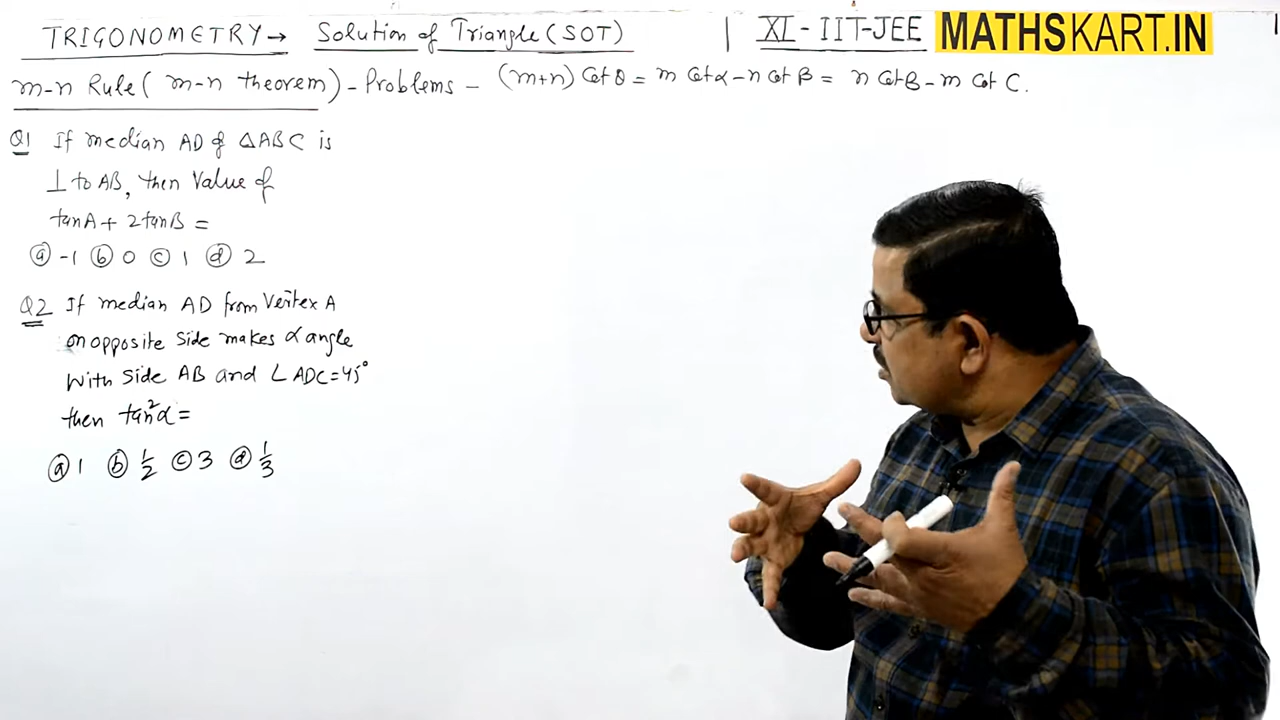 TRIGONOMETRY → Solution of Triangle (SOT) | XI - IIT-JEE MATHSKART.IN
m-n Rule ( m-n theorem) - Problems - (m+n) Cot θ = m Cot α - n Cot β = n Cot B - m Cot C.
Q1 If median AD of △ABC is
⊥ to AB, then Value of
tanA + 2tanB =
ⓐ -1 ⓑ 0 ⓒ 1 ⓓ 2
Q2 If median AD from Vertex A
on opposite Side makes α angle
With Side AB and ∠ADC = 45°
then tan²α =
ⓐ 1 ⓑ 1/2 ⓒ 3 ⓓ 1/3